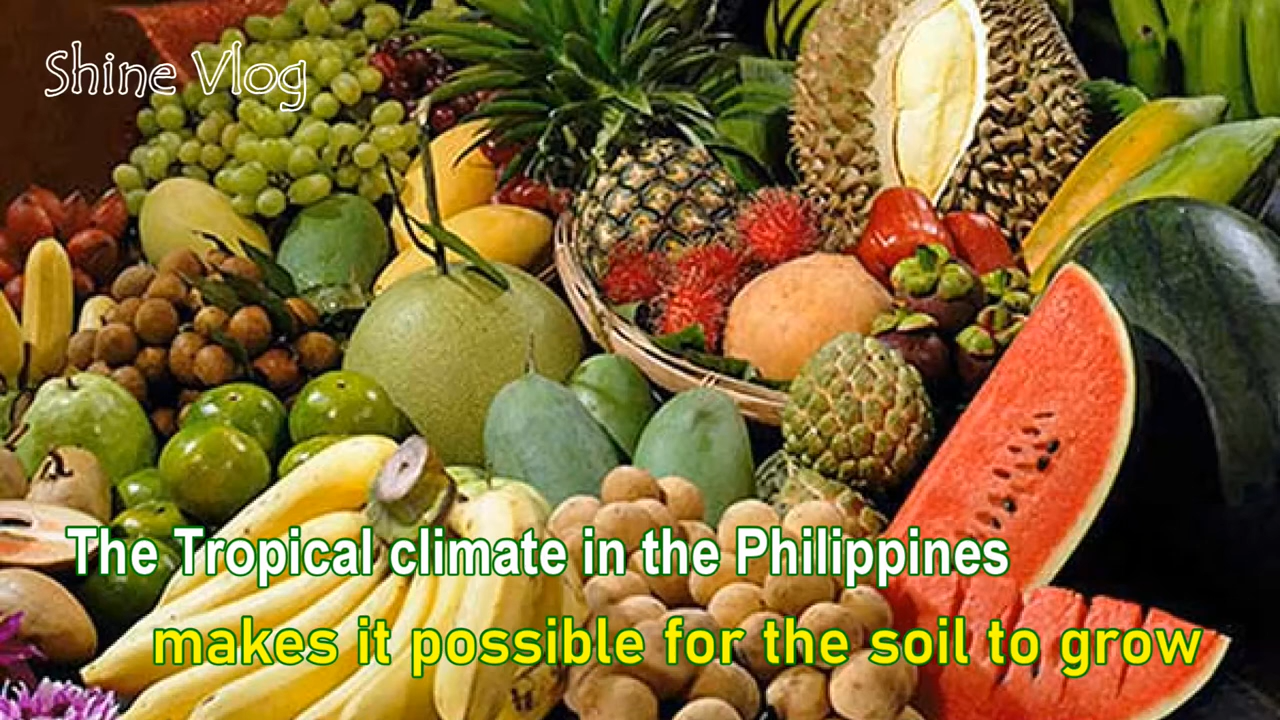 Shine Vlog
The Tropical climate in the Philippines
makes it possible for the soil to grow